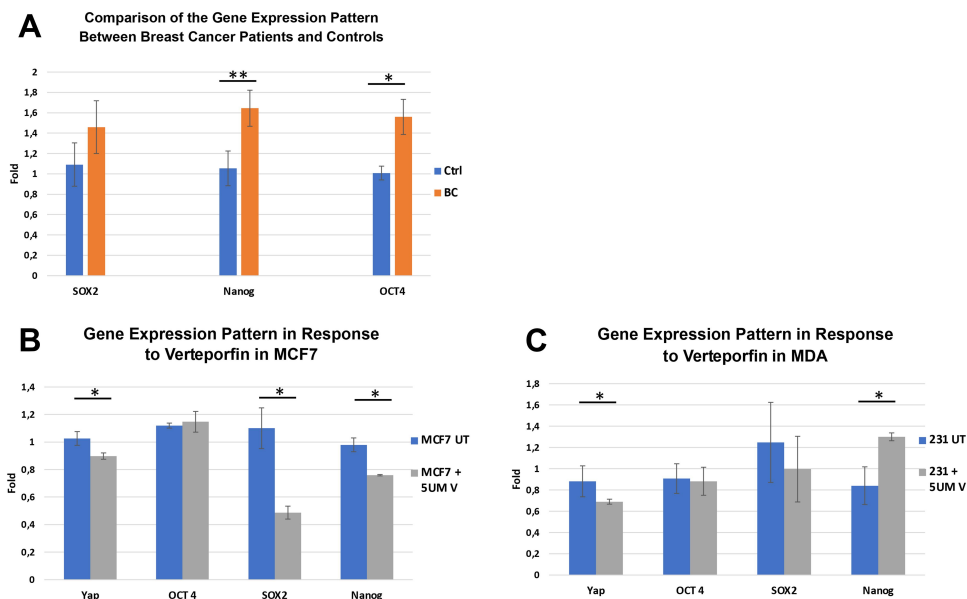 A
Comparison of the Gene Expression Pattern
Between Breast Cancer Patients and Controls
2
1,8
1,6
1,4
1,2
1
0,8
0,6
0,4
0,2
0
Fold
**
*
SOX2 Nanog OCT4
Ctrl
BC
B
Gene Expression Pattern in Response
to Verteporfin in MCF7
1,4
1,2
1
0,8
0,6
0,4
0,2
0
Fold
* * *
Yap OCT 4 SOX2 Nanog
MCF7 UT
MCF7 +
5UM V
C
Gene Expression Pattern in Response
to Verteporfin in MDA
1,8
1,6
1,4
1,2
1
0,8
0,6
0,4
0,2
0
Fold
* *
Yap OCT 4 SOX2 Nanog
231 UT
231 +
5UM V